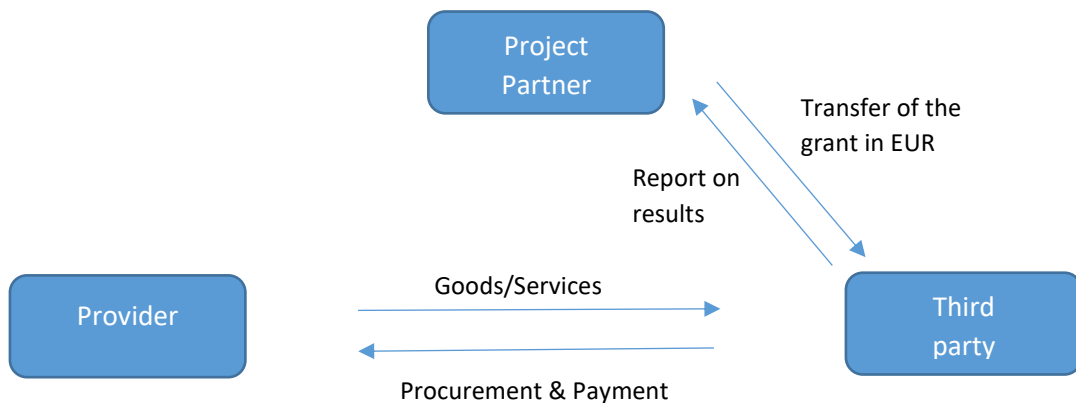 Project
Partner
Transfer of the
grant in EUR
Report on
results
Goods/Services
Provider
Third
party
Procurement & Payment